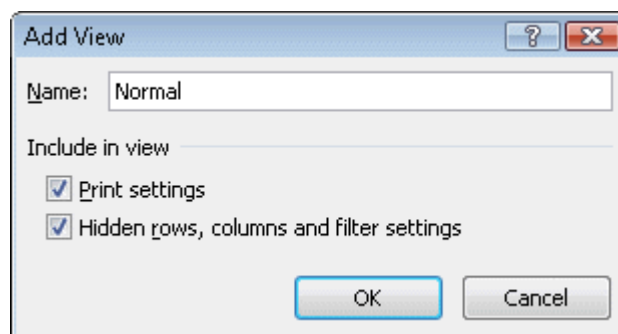 Add View
Name: Normal
Include in view
Print settings
Hidden rows, columns and filter settings
OK Cancel